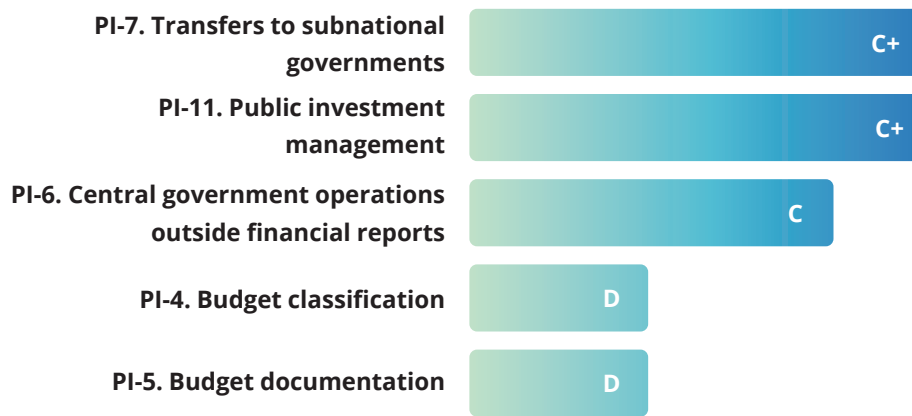 PI-7. Transfers to subnational
governments
C+
PI-11. Public investment
management
C+
PI-6. Central government operations
outside financial reports
C
PI-4. Budget classification
D
PI-5. Budget documentation
D